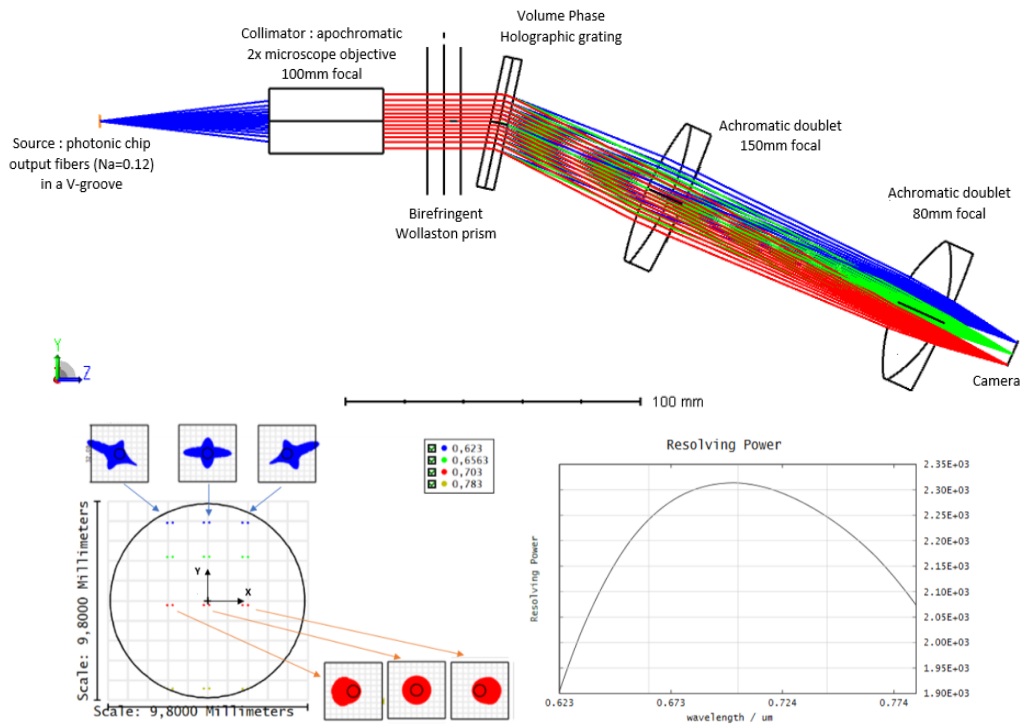 Collimator : apochromatic
2x microscope objective
100mm focal
Volume Phase
Holographic grating
Source : photonic chip
output fibers (Na=0.12)
in a V-groove
Birefringent
Wollaston prism
Achromatic doublet
150mm focal
Achromatic doublet
80mm focal
Camera
Y
Z
100 mm
0,623
0,6563
0,703
0,783
Scale: 9,8000 Millimeters
Y
X
Scale: 9,8000 Millimeters
Resolving Power
Resolving Power
2.35E+03
2.30E+03
2.25E+03
2.20E+03
2.15E+03
2.10E+03
2.05E+03
2.00E+03
1.95E+03
1.90E+03
0.623
0.673
0.724
0.774
wavelength / um